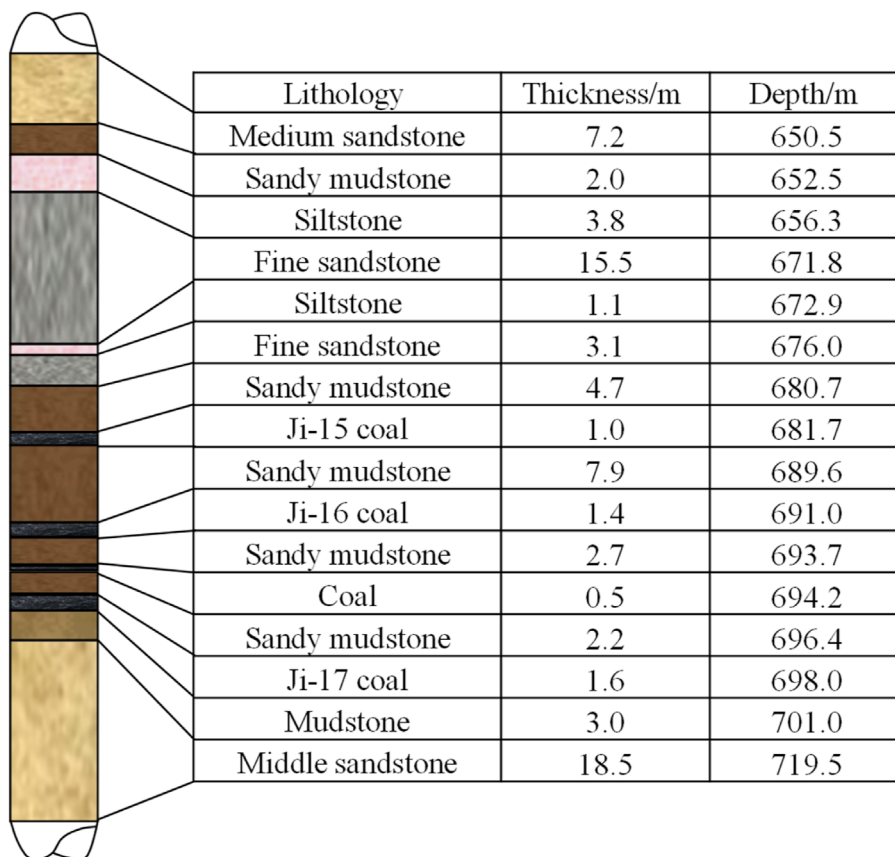 Lithology Thickness/m Depth/m
Medium sandstone 7.2 650.5
Sandy mudstone 2.0 652.5
Siltstone 3.8 656.3
Fine sandstone 15.5 671.8
Siltstone 1.1 672.9
Fine sandstone 3.1 676.0
Sandy mudstone 4.7 680.7
Ji-15 coal 1.0 681.7
Sandy mudstone 7.9 689.6
Ji-16 coal 1.4 691.0
Sandy mudstone 2.7 693.7
Coal 0.5 694.2
Sandy mudstone 2.2 696.4
Ji-17 coal 1.6 698.0
Mudstone 3.0 701.0
Middle sandstone 18.5 719.5